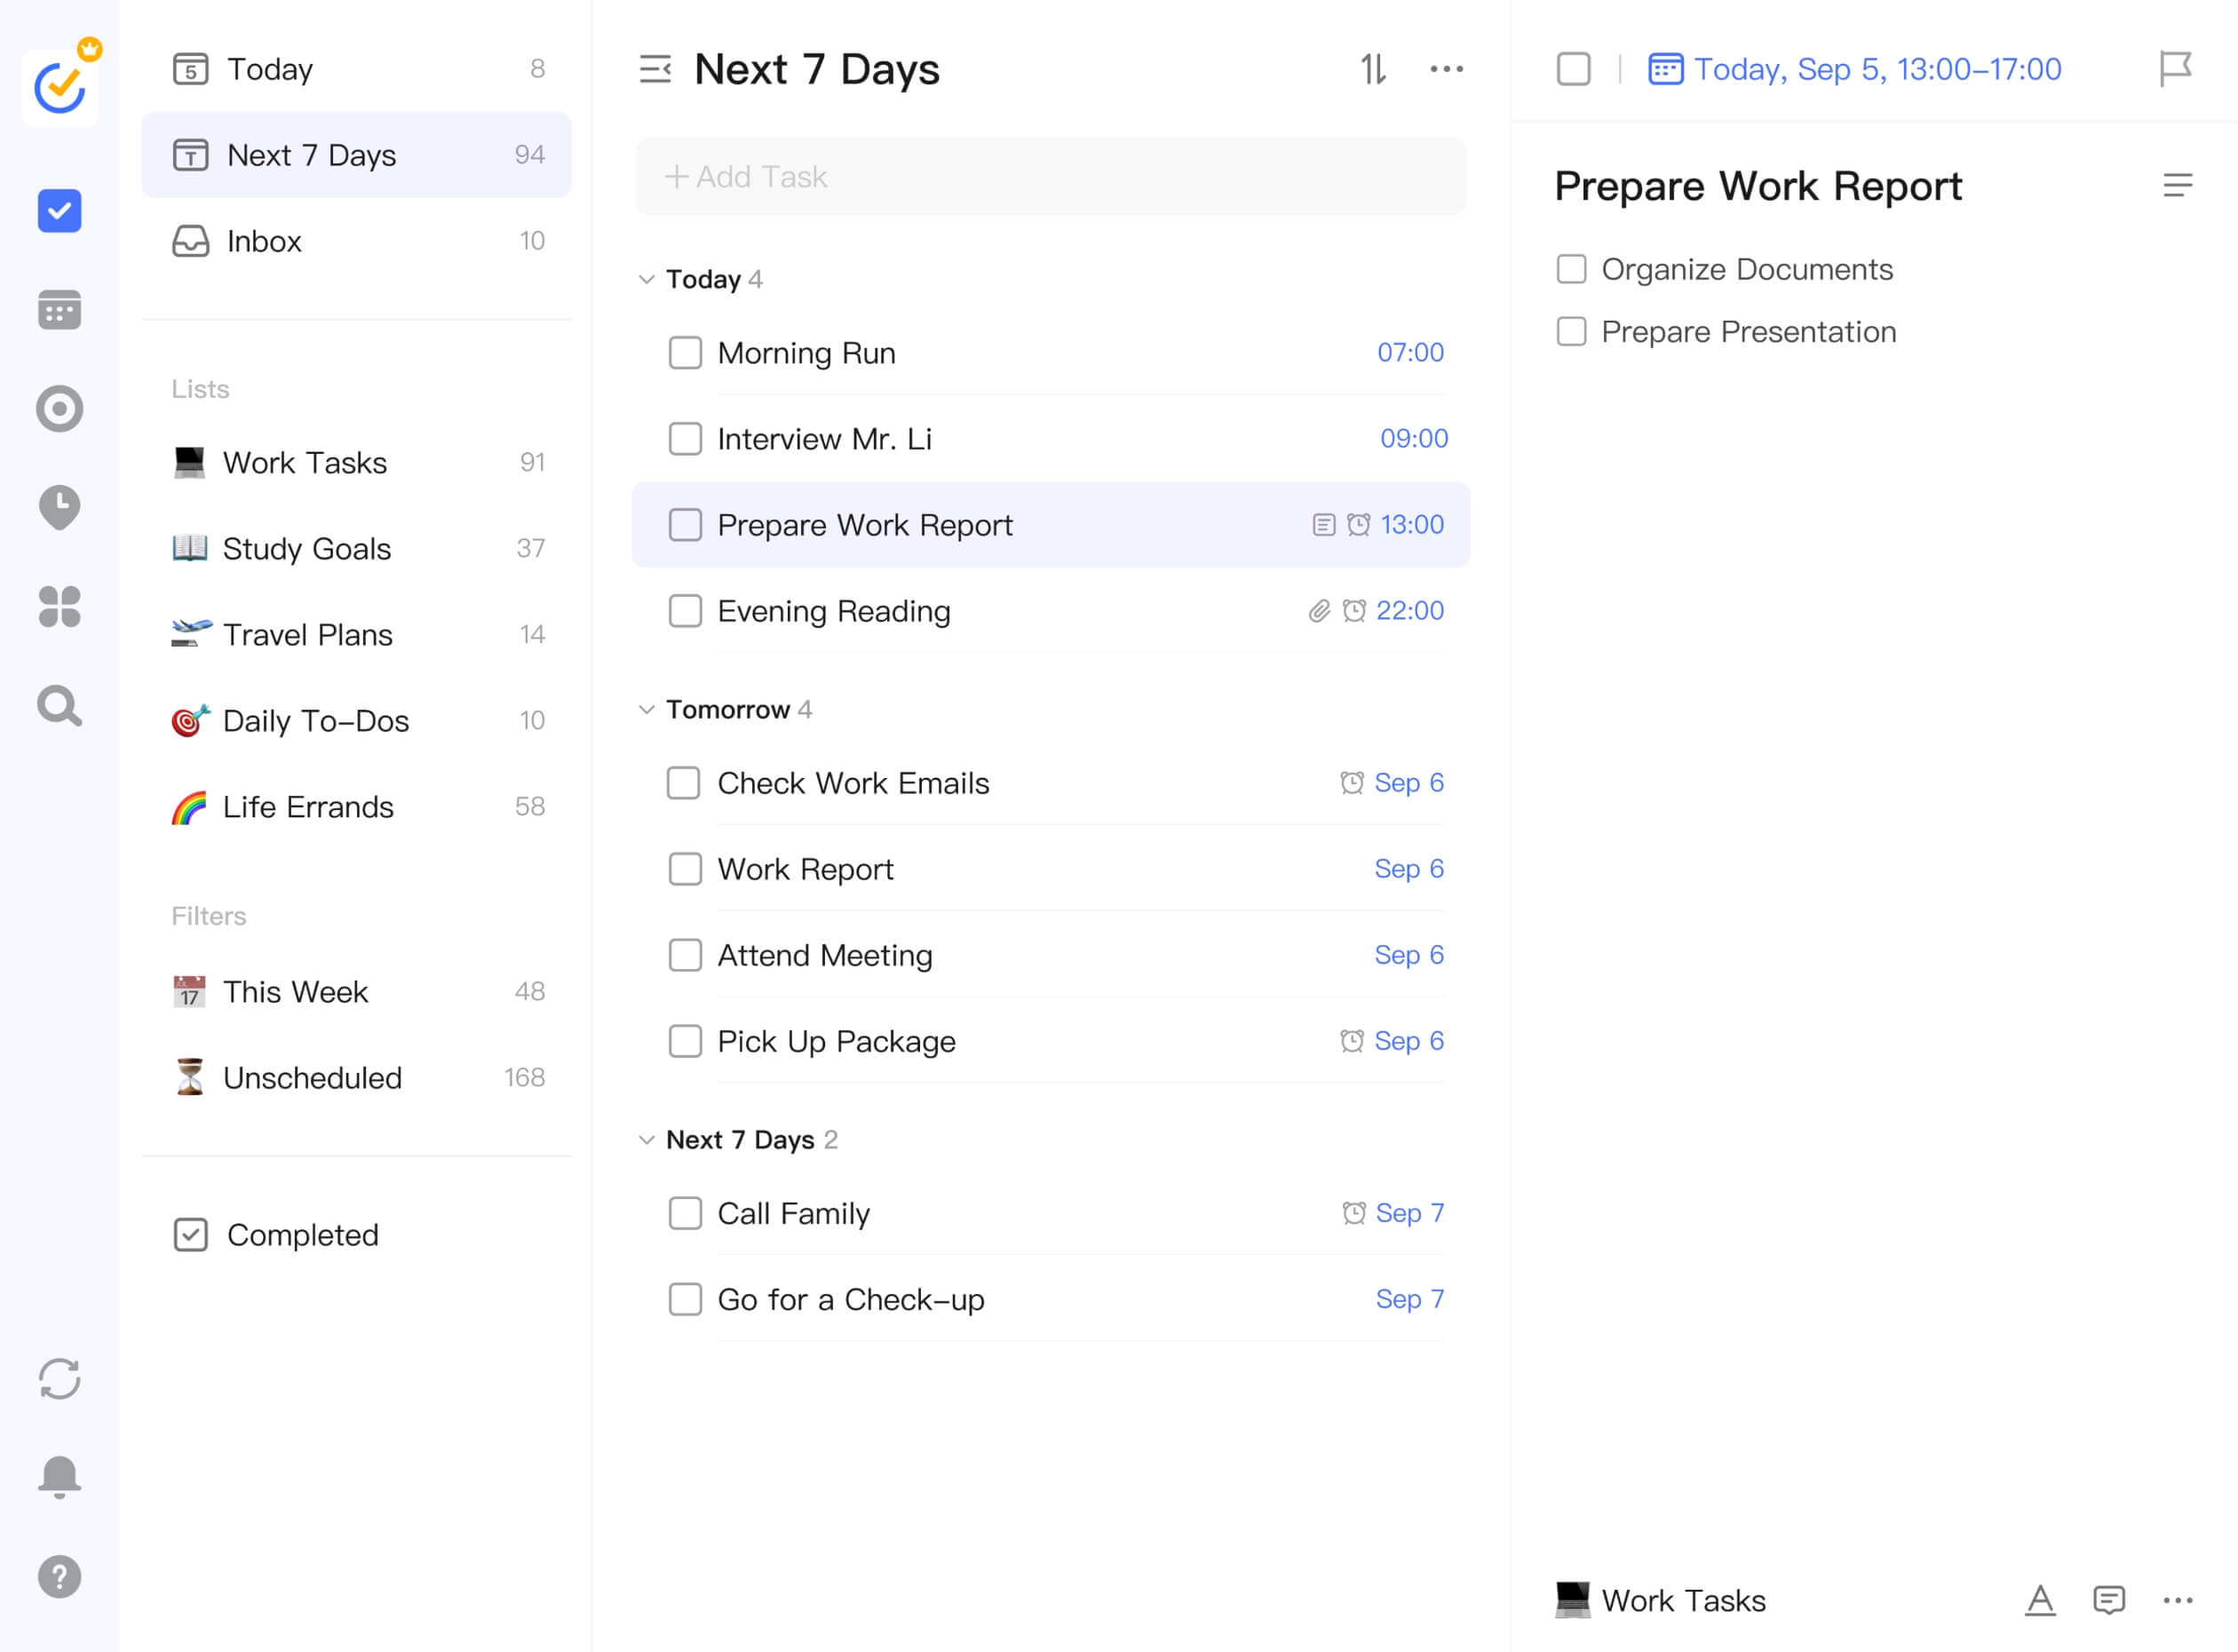 5 Today 8
T Next 7 Days 94
Inbox 10
Lists
Work Tasks 91
Study Goals 37
Travel Plans 14
Daily To-Dos 10
Life Errands 58
Filters
17 This Week 48
Unscheduled 168
Completed
?
Next 7 Days
+ Add Task
Today 4
Morning Run 07:00
Interview Mr. Li 09:00
Prepare Work Report 13:00
Evening Reading 22:00
Tomorrow 4
Check Work Emails Sep 6
Work Report Sep 6
Attend Meeting Sep 6
Pick Up Package Sep 6
Next 7 Days 2
Call Family Sep 7
Go for a Check-up Sep 7
Today, Sep 5, 13:00-17:00
Prepare Work Report
Organize Documents
Prepare Presentation
Work Tasks A